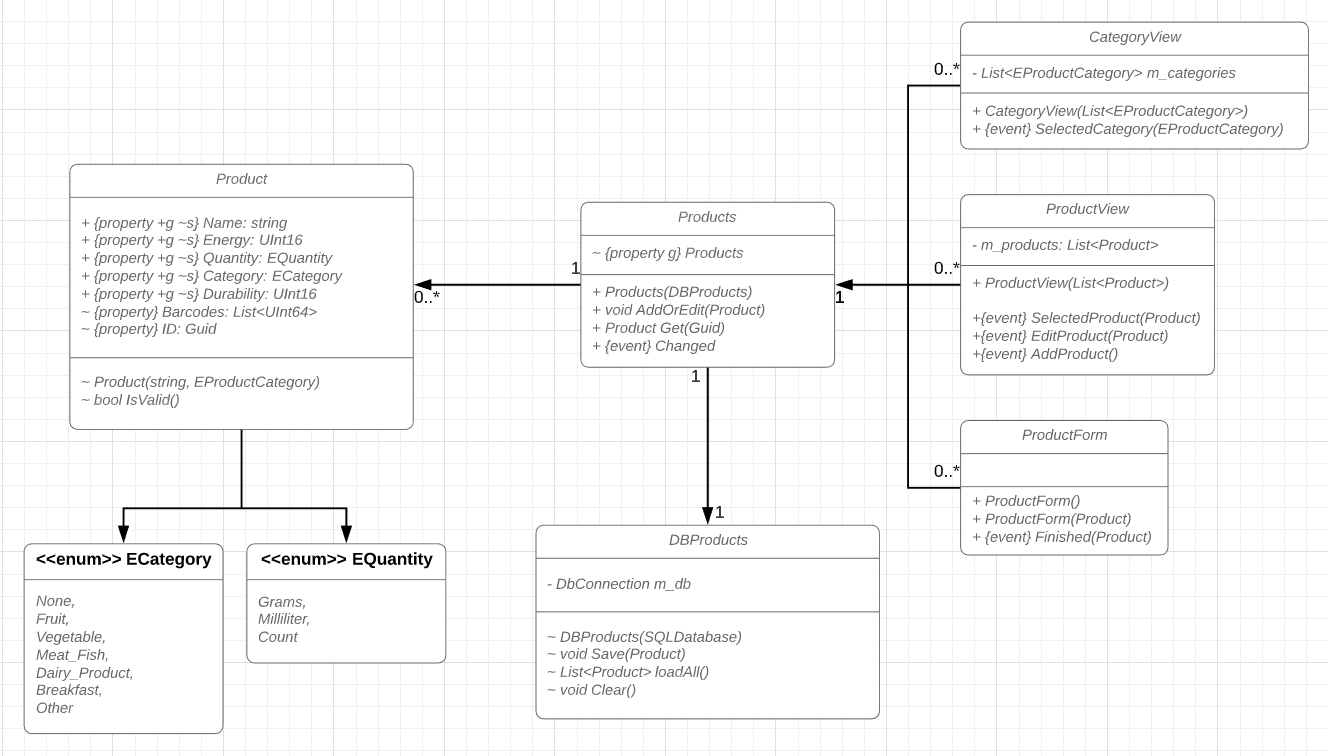 CategoryView
0..*
- List<EProductCategory> m_categories
+ CategoryView(List<EProductCategory>)
+ {event} SelectedCategory(EProductCategory)
Product
+ {property +g ~s} Name: string
+ {property +g ~s} Energy: UInt16
+ {property +g ~s} Quantity: EQuantity
+ {property +g ~s} Category: ECategory
+ {property +g ~s} Durability: UInt16
~ {property} Barcodes: List<UInt64>
~ {property} ID: Guid
~ Product(string, EProductCategory)
~ bool IsValid()
0..*
1
Products
~ {property g} Products
+ Products(DBProducts)
+ void AddOrEdit(Product)
+ Product Get(Guid)
+ {event} Changed
1
1
0..*
ProductView
- m_products: List<Product>
+ ProductView(List<Product>)
+{event} SelectedProduct(Product)
+{event} EditProduct(Product)
+{event} AddProduct()
0..*
ProductForm
+ ProductForm()
+ ProductForm(Product)
+ {event} Finished(Product)
<<enum>> ECategory
None,
Fruit,
Vegetable,
Meat_Fish,
Dairy_Product,
Breakfast,
Other
<<enum>> EQuantity
Grams,
Milliliter,
Count
1
DBProducts
- DbConnection m_db
~ DBProducts(SQLDatabase)
~ void Save(Product)
~ List<Product> loadAll()
~ void Clear()